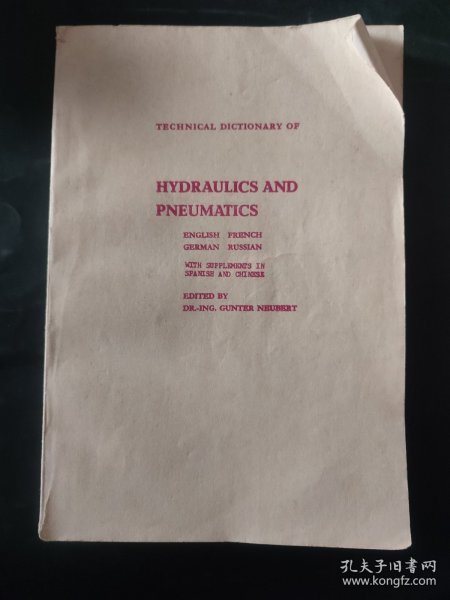 TECHNICAL DICTIONARY OF
HYDRAULICS AND
PNEUMATICS
ENGLISH FRENCH
GERMAN RUSSIAN
WITH SUPPLEMENTS IN
SPANISH AND CHINESE
EDITED BY
DR.-ING. GUNTER NEUBERT
孔夫子旧书网
www.kongfz.com